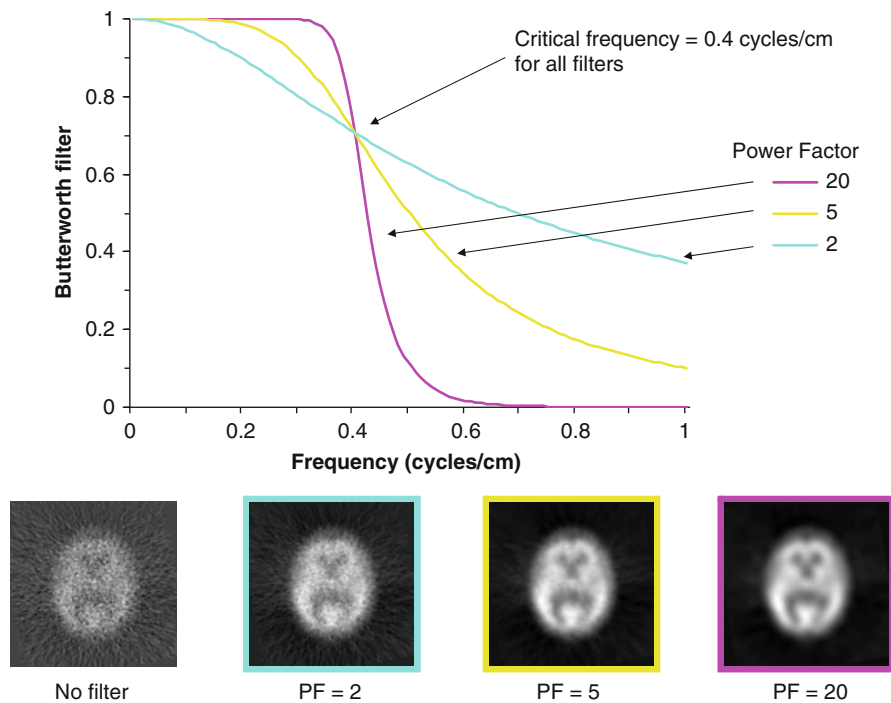 Critical frequency = 0.4 cycles/cm
for all filters
Butterworth filter
1
0.8
0.6
0.4
0.2
0
Power Factor
20
5
2
0
0.2
0.4
0.6
0.8
1
Frequency (cycles/cm)
No filter
PF = 2
PF = 5
PF = 20